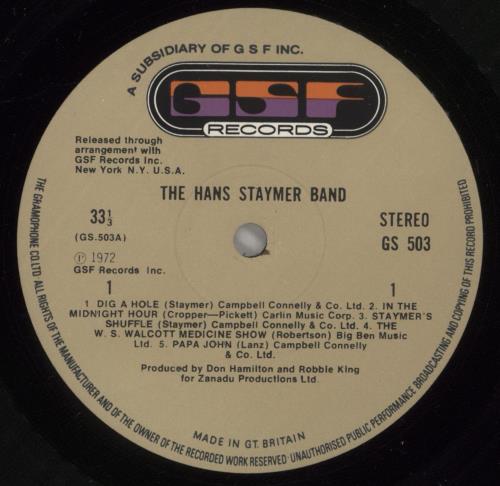 A SUBSIDIARY OF G S F INC.
GSF
RECORDS
Released through
arrangement with
GSF Records Inc.
New York N.Y. U.S.A.
THE HANS STAYMER BAND
33⅓
(GS.503A)
STEREO
GS 503
Ⓟ 1972
GSF Records Inc.
1
1
1 DIG A HOLE (Staymer) Campbell Connelly & Co. Ltd. 2. IN THE
MIDNIGHT HOUR (Cropper—Pickett) Carlin Music Corp. 3. STAYMER'S
SHUFFLE (Staymer) Campbell Connelly & Co. Ltd. 4. THE
W. S. WALCOTT MEDICINE SHOW (Robertson) Big Ben Music
Ltd. 5. PAPA JOHN (Lanz) Campbell Connelly
& Co. Ltd.
Produced by Don Hamilton and Robbie King
for Zanadu Productions Ltd.
MADE IN GT. BRITAIN
THE GRAMOPHONE CO. LTD. ALL RIGHTS OF THE MANUFACTURER AND OF THE OWNER OF THE RECORDED WORK RESERVED · UNAUTHORISED PUBLIC PERFORMANCE BROADCASTING AND COPYING OF THIS RECORD PROHIBITED